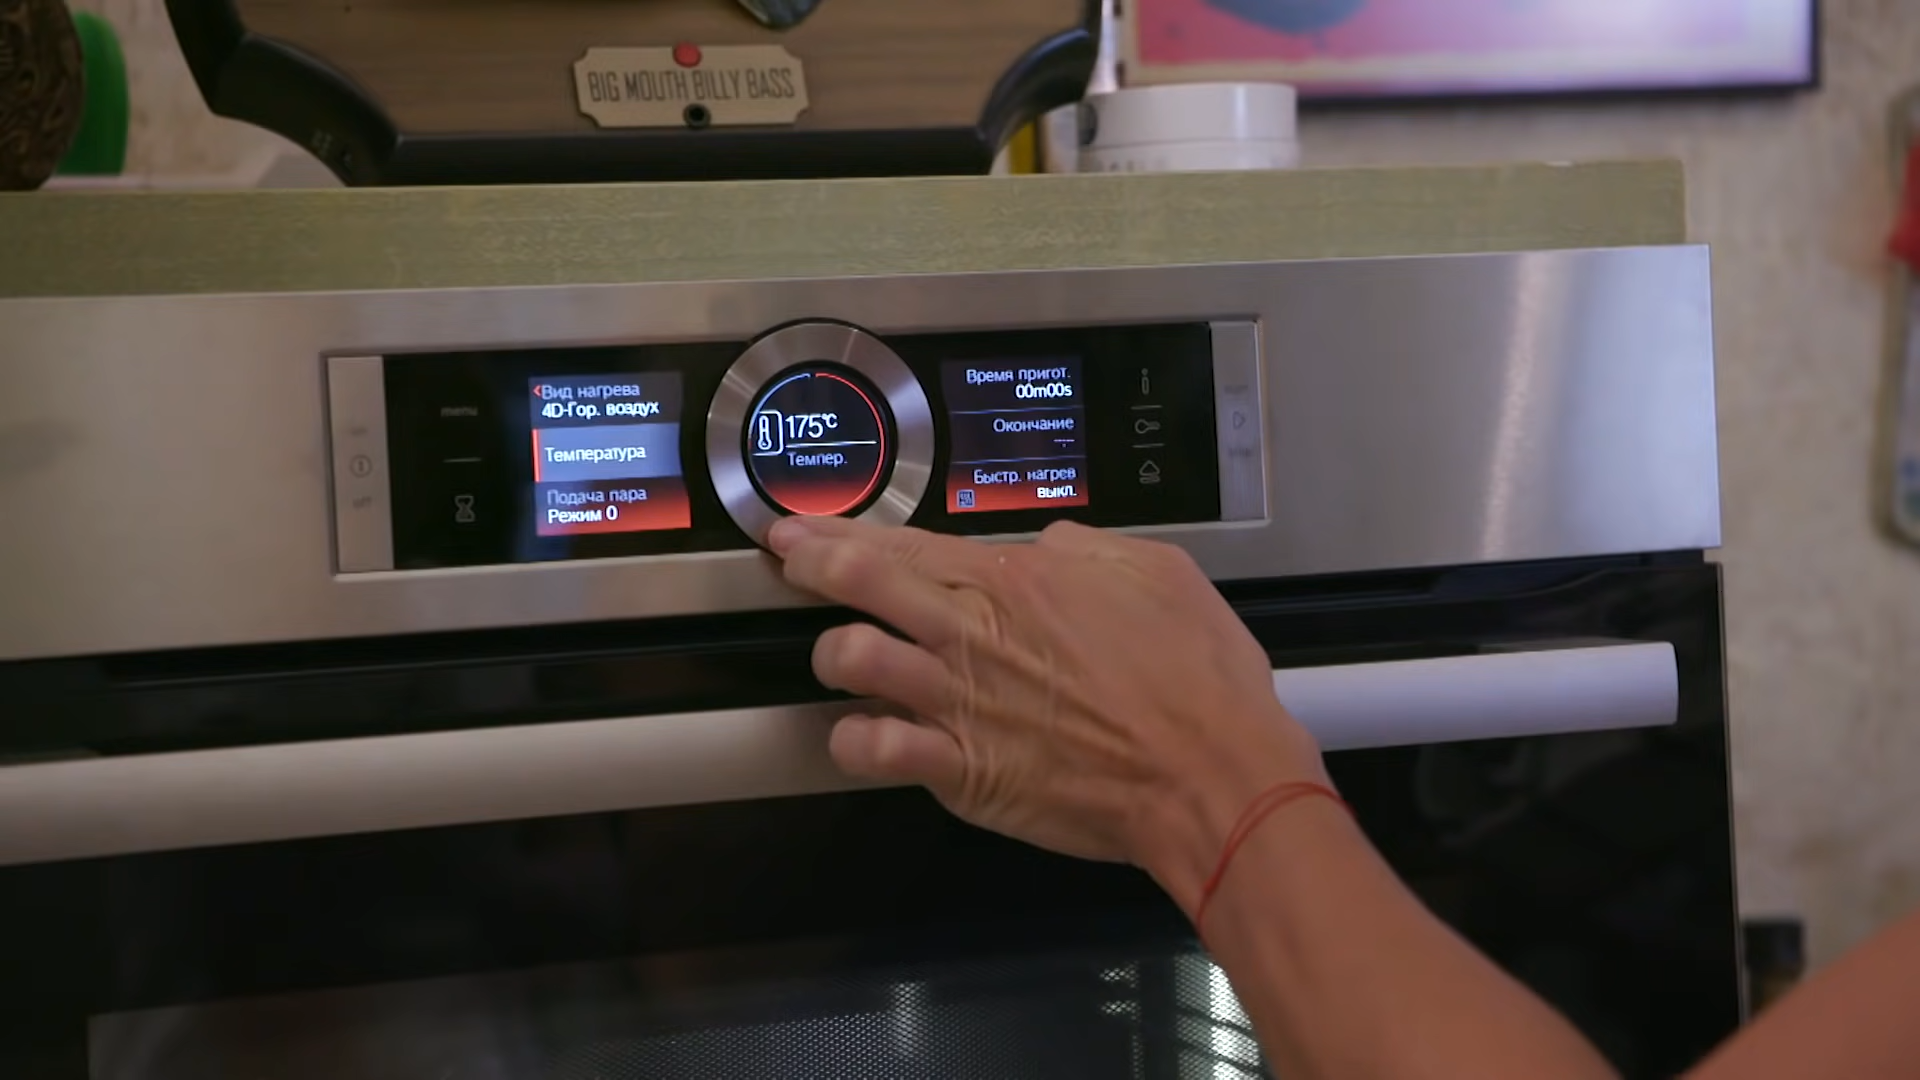 BIG MOUTH BILLY BASS
menu
Вид нагрева
4D-Гор. воздух
Температура
Подача пара
Режим 0
175°C
Темпер.
Время пригот.
00m00s
Окончание
--:--
Быстр. нагрев
выкл.